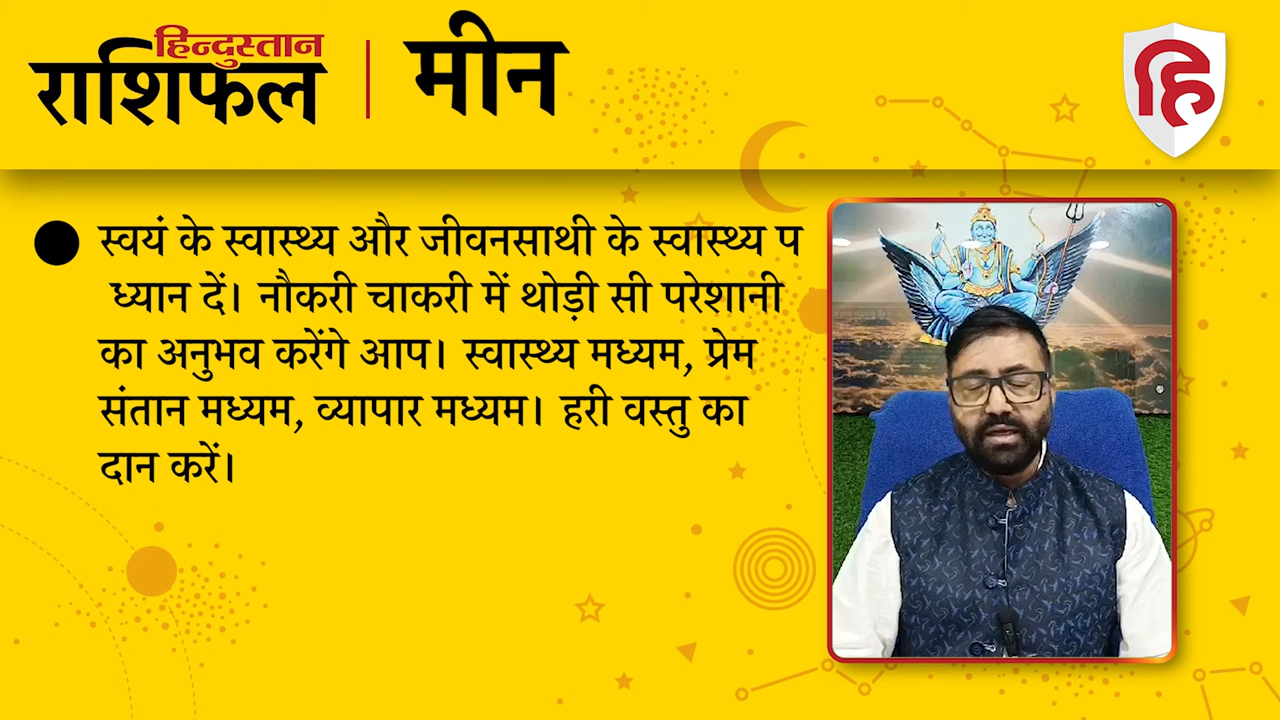 हिन्दुस्तान
राशिफल
मीन
हि
स्वयं के स्वास्थ्य और जीवनसाथी के स्वास्थ्य प
ध्यान दें। नौकरी चाकरी में थोड़ी सी परेशानी
का अनुभव करेंगे आप। स्वास्थ्य मध्यम, प्रेम
संतान मध्यम, व्यापार मध्यम। हरी वस्तु का
दान करें।